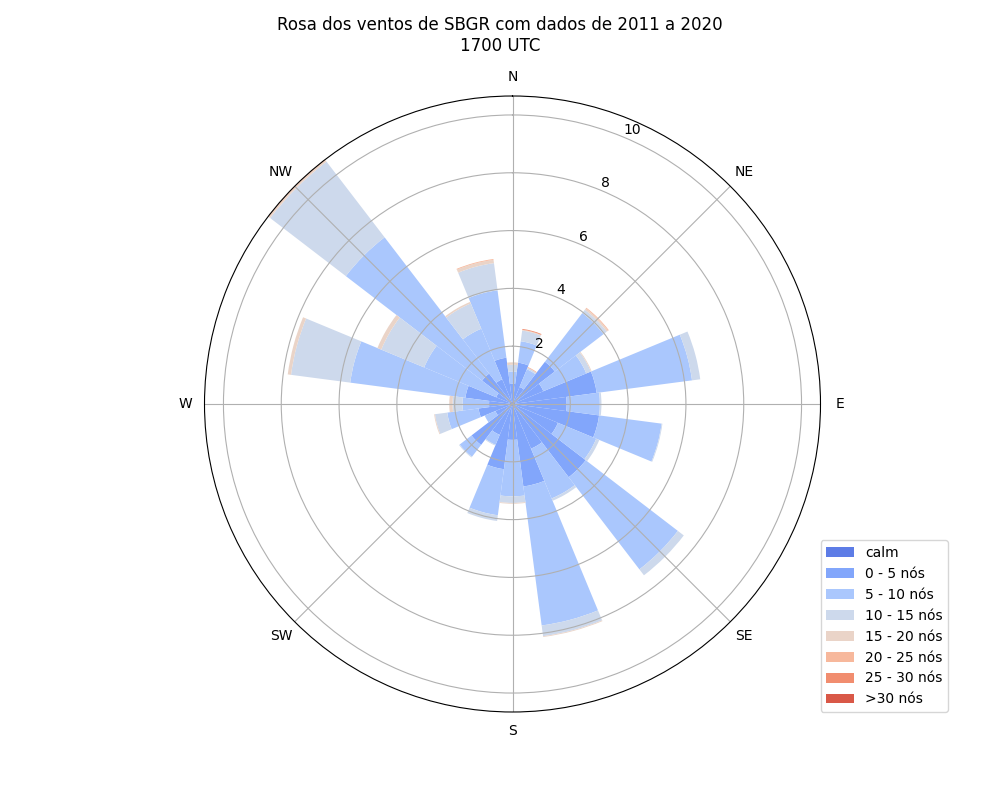 Rosa dos ventos de SBGR com dados de 2011 a 2020
1700 UTC
N
10
NW
NE
8
6
4
2
W
E
SW
SE
S
calm
0 - 5 nós
5 - 10 nós
10 - 15 nós
15 - 20 nós
20 - 25 nós
25 - 30 nós
>30 nós